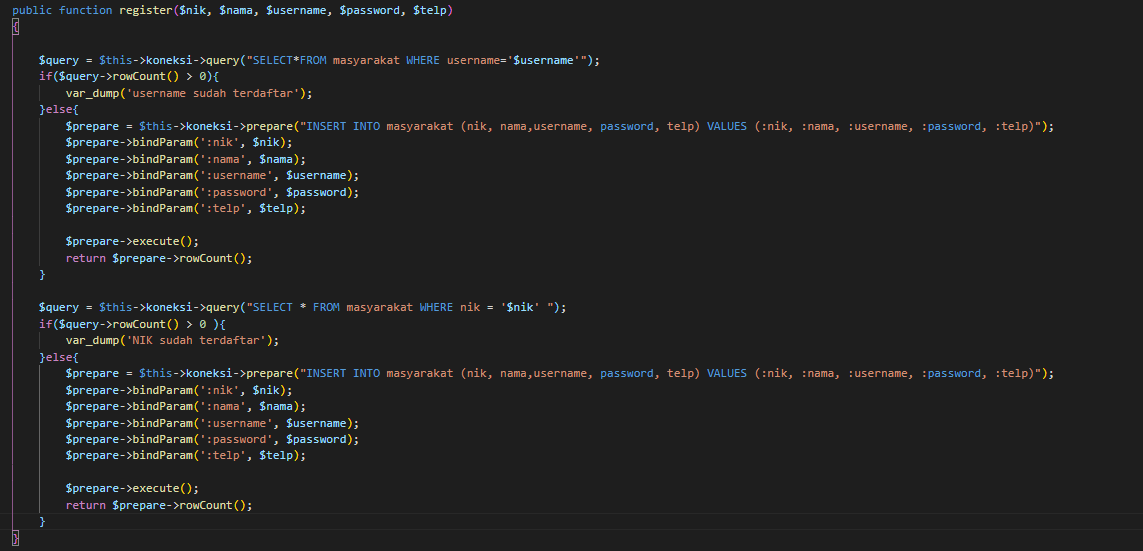 public function register($nik, $nama, $username, $password, $telp)
{
$query = $this->koneksi->query("SELECT*FROM masyarakat WHERE username='$username'");
if($query->rowCount() > 0){
var_dump('username sudah terdaftar');
}else{
$prepare = $this->koneksi->prepare("INSERT INTO masyarakat (nik, nama,username, password, telp) VALUES (:nik, :nama, :username, :password, :telp)");
$prepare->bindParam(':nik', $nik);
$prepare->bindParam(':nama', $nama);
$prepare->bindParam(':username', $username);
$prepare->bindParam(':password', $password);
$prepare->bindParam(':telp', $telp);
$prepare->execute();
return $prepare->rowCount();
}
$query = $this->koneksi->query("SELECT * FROM masyarakat WHERE nik = '$nik' ");
if($query->rowCount() > 0 ){
var_dump('NIK sudah terdaftar');
}else{
$prepare = $this->koneksi->prepare("INSERT INTO masyarakat (nik, nama,username, password, telp) VALUES (:nik, :nama, :username, :password, :telp)");
$prepare->bindParam(':nik', $nik);
$prepare->bindParam(':nama', $nama);
$prepare->bindParam(':username', $username);
$prepare->bindParam(':password', $password);
$prepare->bindParam(':telp', $telp);
$prepare->execute();
return $prepare->rowCount();
}
}